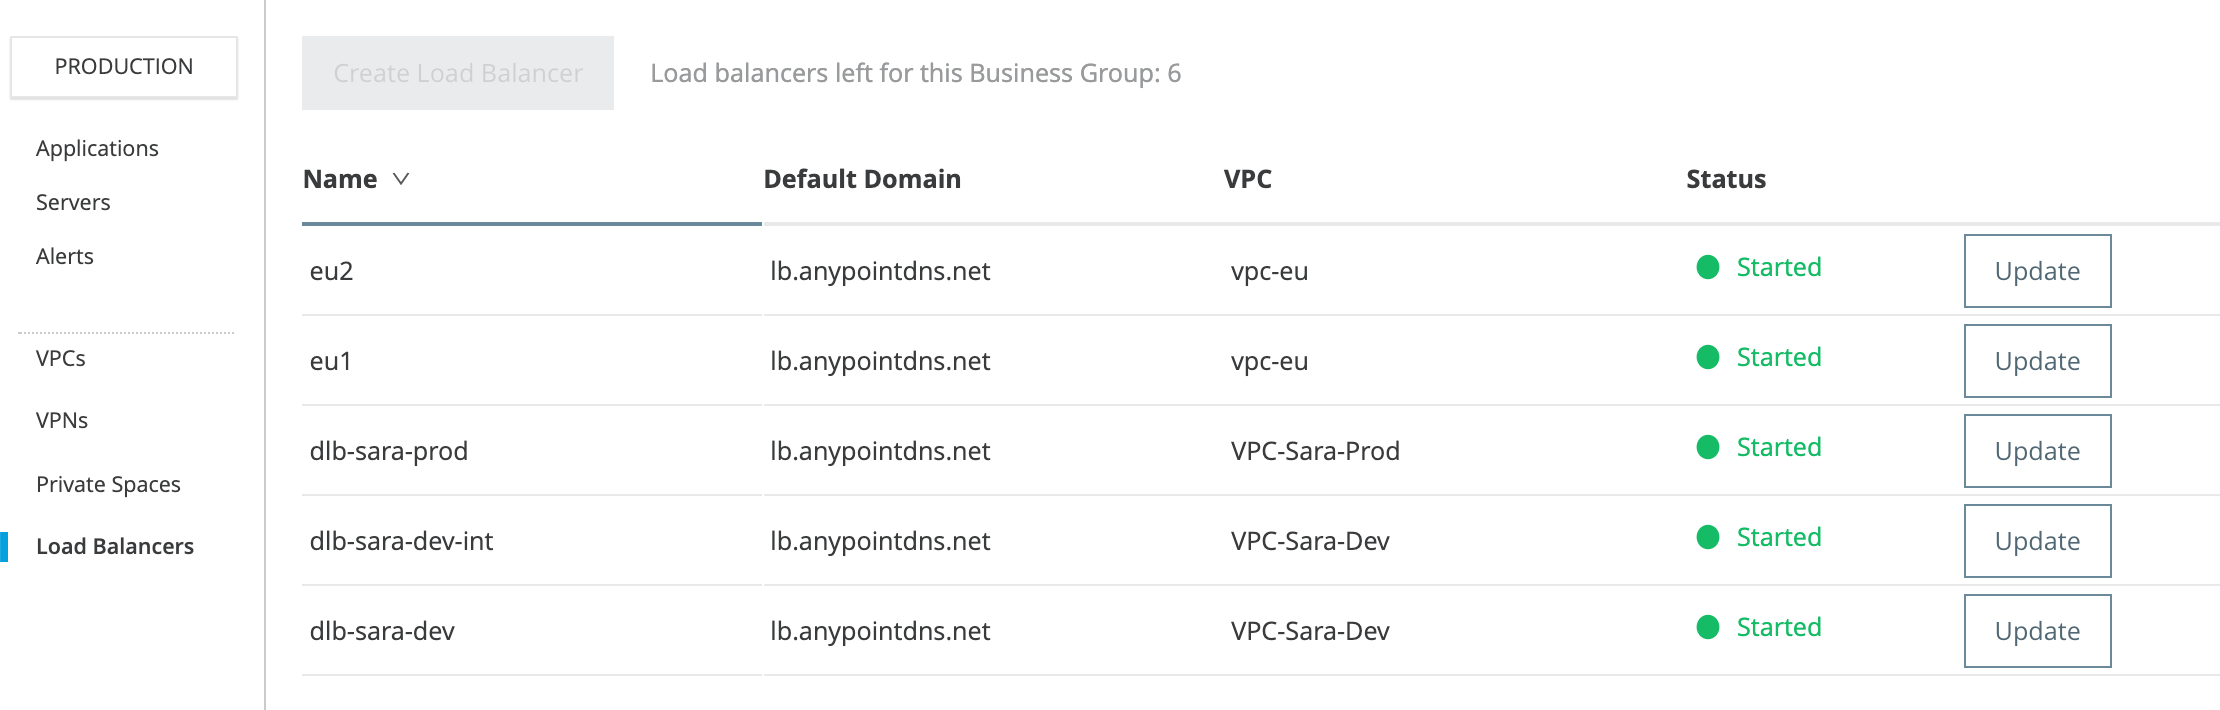 PRODUCTION
Applications
Servers
Alerts
VPCs
VPNs
Private Spaces
Load Balancers
Create Load Balancer Load balancers left for this Business Group: 6
Name Default Domain VPC Status
eu2 lb.anypointdns.net vpc-eu Started Update
eu1 lb.anypointdns.net vpc-eu Started Update
dlb-sara-prod lb.anypointdns.net VPC-Sara-Prod Started Update
dlb-sara-dev-int lb.anypointdns.net VPC-Sara-Dev Started Update
dlb-sara-dev lb.anypointdns.net VPC-Sara-Dev Started Update